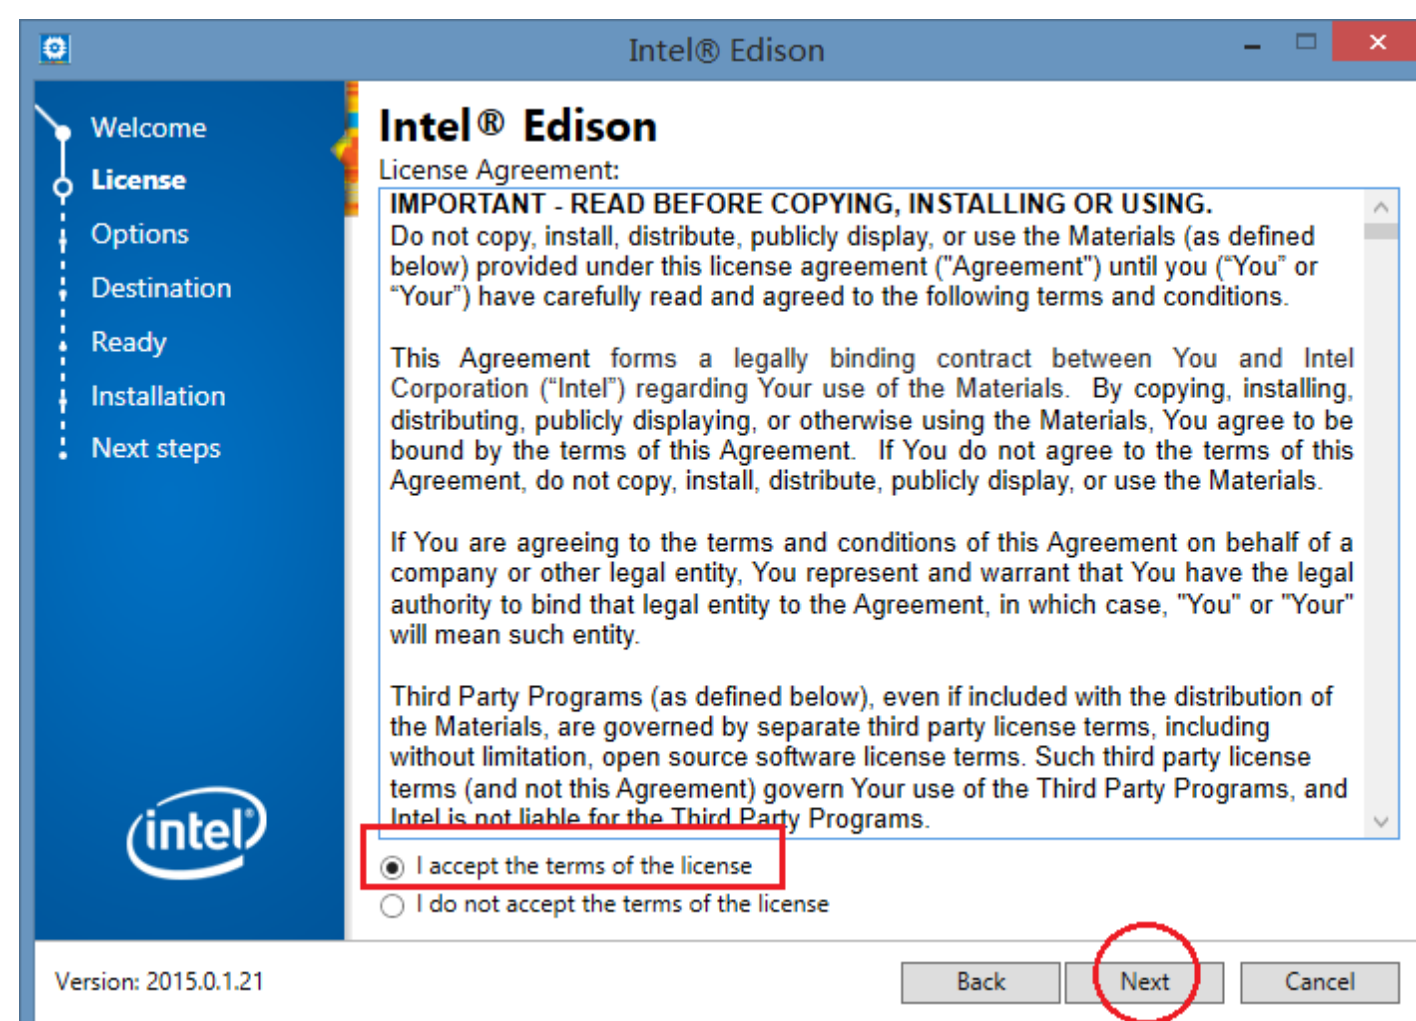 Intel® Edison
Welcome
License
Options
Destination
Ready
Installation
Next steps
intel®
Intel® Edison
License Agreement:
IMPORTANT - READ BEFORE COPYING, INSTALLING OR USING.
Do not copy, install, distribute, publicly display, or use the Materials (as defined
below) provided under this license agreement ("Agreement") until you (“You” or
“Your”) have carefully read and agreed to the following terms and conditions.
This Agreement forms a legally binding contract between You and Intel
Corporation (“Intel”) regarding Your use of the Materials. By copying, installing,
distributing, publicly displaying, or otherwise using the Materials, You agree to be
bound by the terms of this Agreement. If You do not agree to the terms of this
Agreement, do not copy, install, distribute, publicly display, or use the Materials.
If You are agreeing to the terms and conditions of this Agreement on behalf of a
company or other legal entity, You represent and warrant that You have the legal
authority to bind that legal entity to the Agreement, in which case, "You" or "Your"
will mean such entity.
Third Party Programs (as defined below), even if included with the distribution of
the Materials, are governed by separate third party license terms, including
without limitation, open source software license terms. Such third party license
terms (and not this Agreement) govern Your use of the Third Party Programs, and
Intel is not liable for the Third Party Programs.
I accept the terms of the license
I do not accept the terms of the license
Version: 2015.0.1.21
Back
Next
Cancel